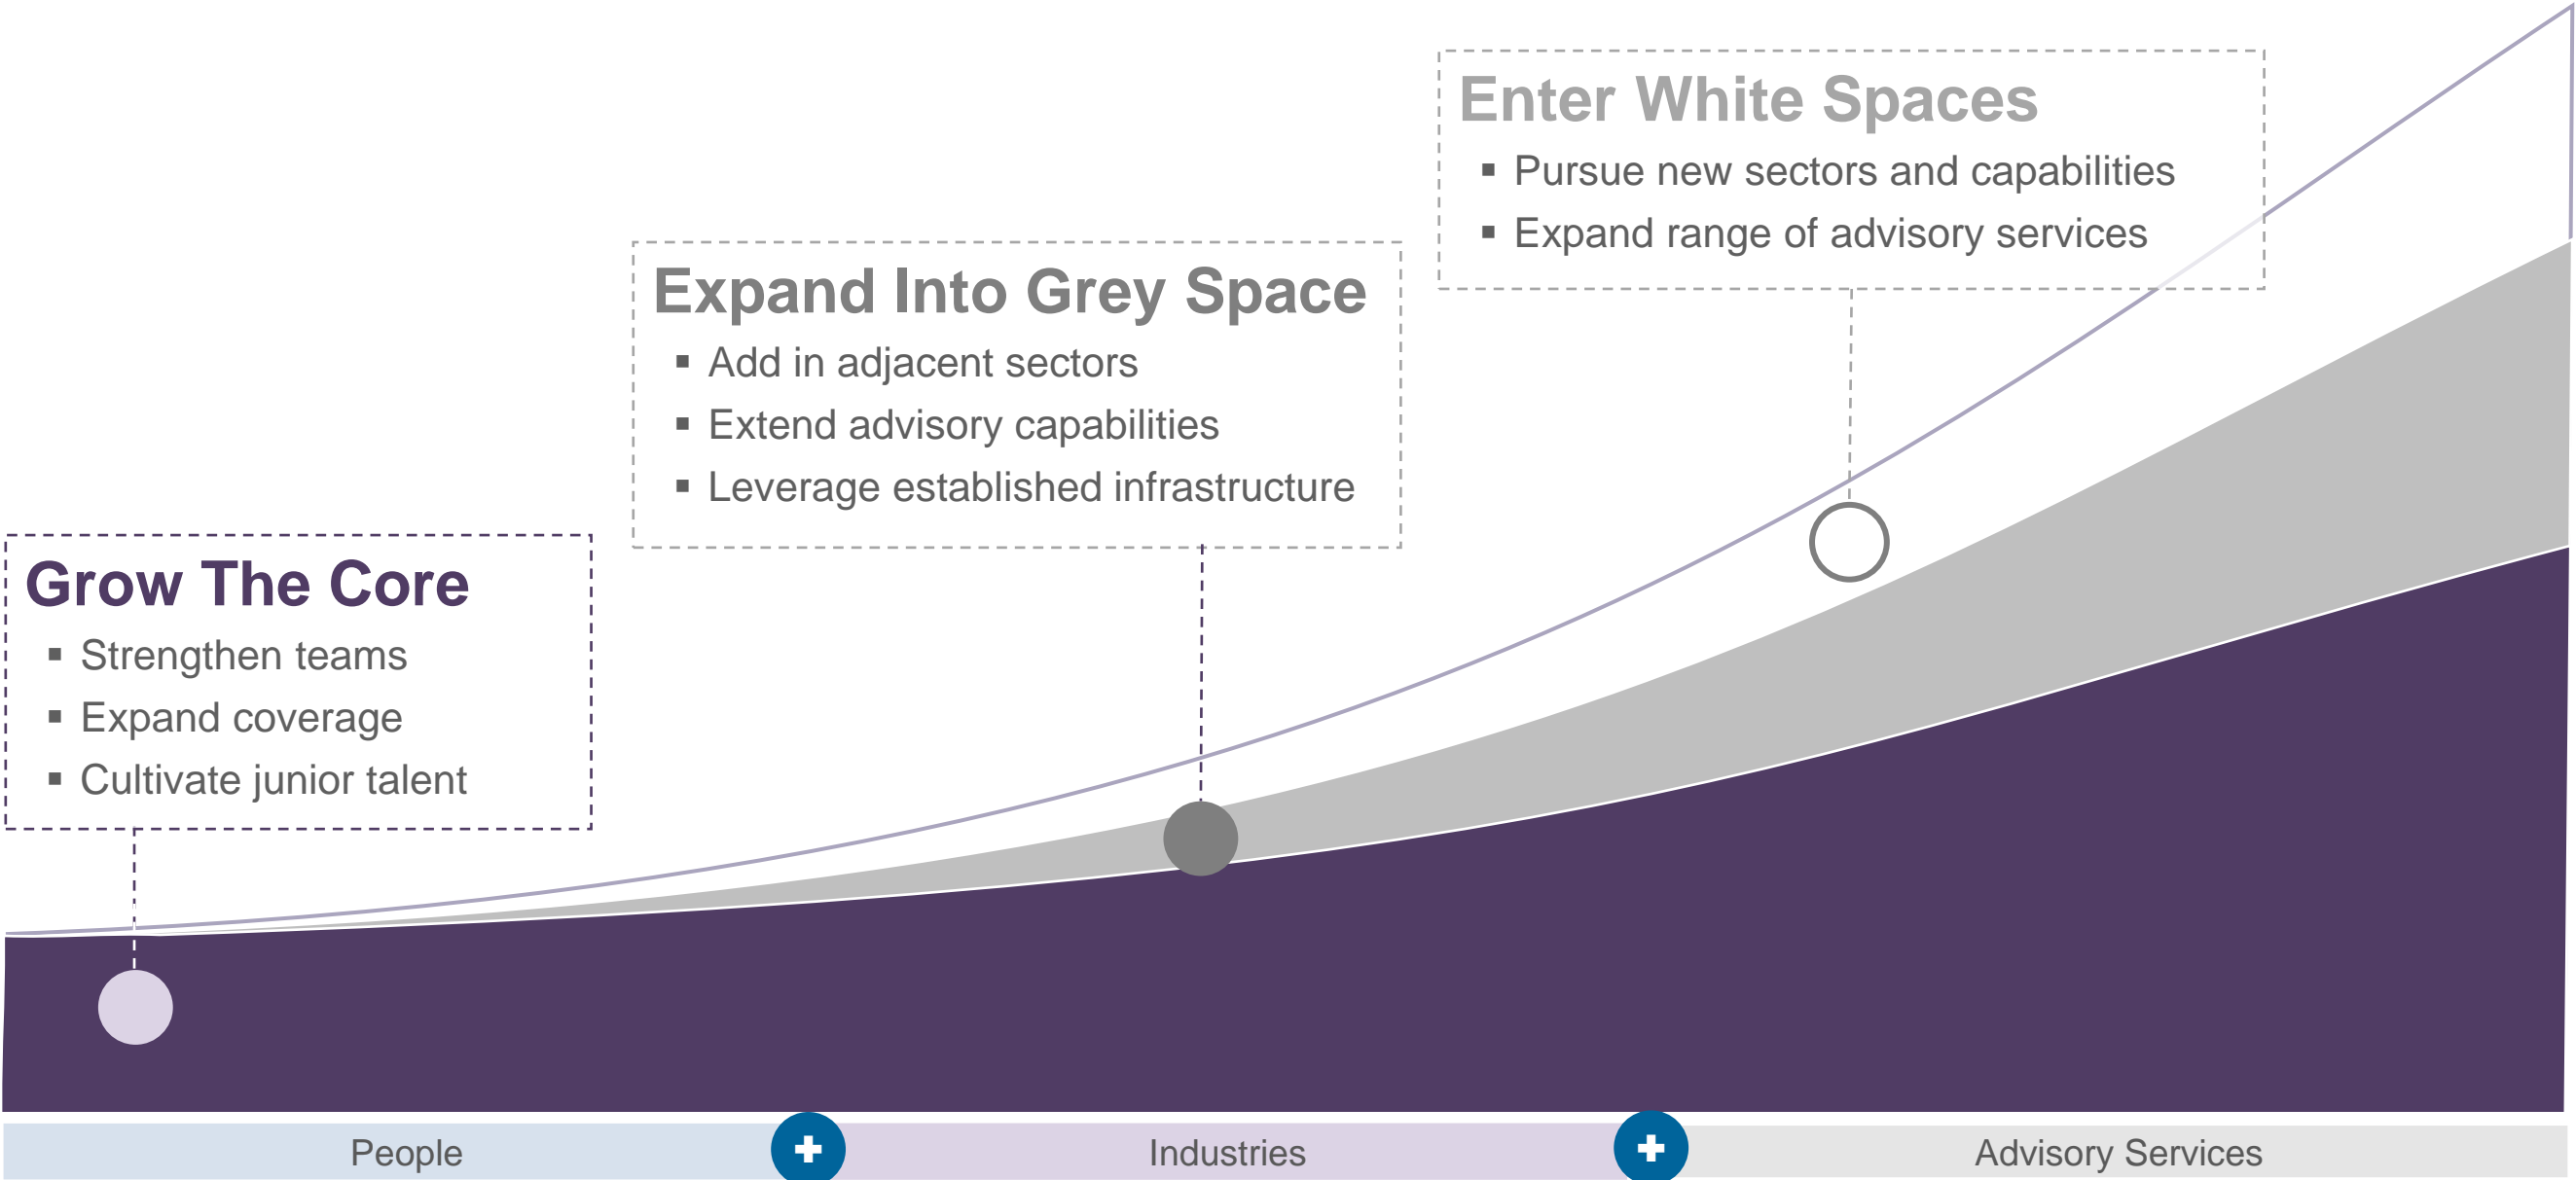 Enter White Spaces
▪ Pursue new sectors and capabilities
▪ Expand range of advisory services
Expand Into Grey Space
▪ Add in adjacent sectors
▪ Extend advisory capabilities
▪ Leverage established infrastructure
Grow The Core
▪ Strengthen teams
▪ Expand coverage
▪ Cultivate junior talent
People
+
Industries
+
Advisory Services